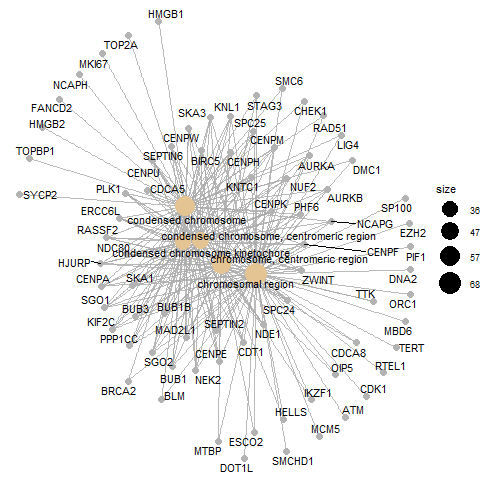 HMGB1
TOP2A
MKI67
NCAPH
SMC6
FANCD2
SKA3
KNL1
STAG3
CHEK1
HMGB2
SPC25
RAD51
CENPW
CENPM
LIG4
TOPBP1
SEPTIN6
BIRC5
CENPH
AURKA
DMC1
CENPU
KNTC1
NUF2
PLK1
CDCA5
AURKB
SYCP2
size
CENPK
PHF6
SP100
36
ERCC6L
condensed chromosome
NCAPG
RASSF2
condensed chromosome, centromeric region
EZH2
47
NDC80
condensed chromosome kinetochore
CENPF
PIF1
HJURP
chromosome, centromeric region
57
CENPA
SKA1
chromosomal region
ZWINT
DNA2
68
SGO1
BUB3
BUB1B
SPC24
TTK
ORC1
KIF2C
MAD2L1
SEPTIN2
NDE1
MBD6
PPP1CC
CDCA8
TERT
SGO2
CENPE
CDT1
OIP5
RTEL1
BUB1
NEK2
BRCA2
BLM
IKZF1
CDK1
HELLS
ATM
MTBP
ESCO2
MCM5
DOT1L
SMCHD1